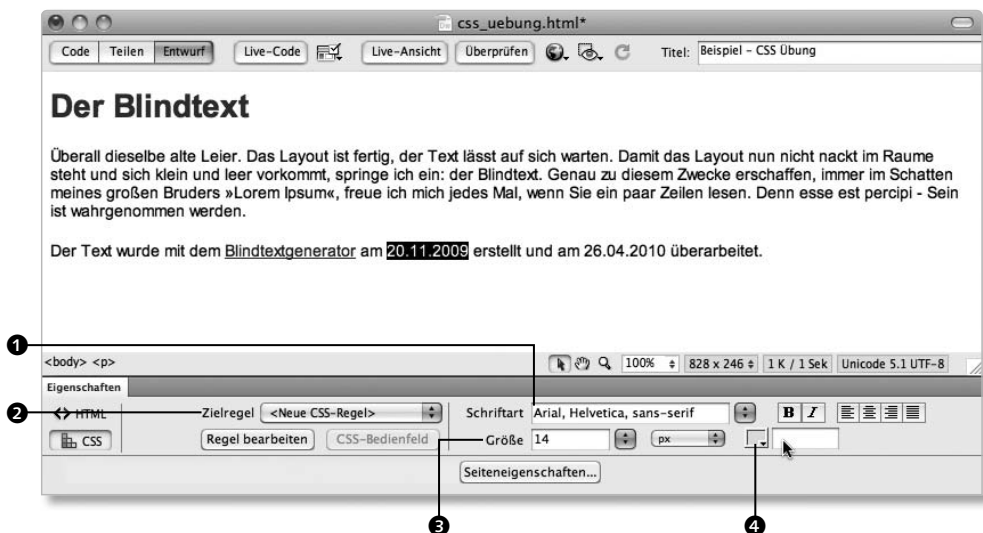 css_uebung.html*
Code Teilen Entwurf Live-Code Live-Ansicht Überprüfen Titel: Beispiel – CSS Übung
Der Blindtext
Überall dieselbe alte Leier. Das Layout ist fertig, der Text lässt auf sich warten. Damit das Layout nun nicht nackt im Raume
steht und sich klein und leer vorkommt, springe ich ein: der Blindtext. Genau zu diesem Zwecke erschaffen, immer im Schatten
meines großen Bruders »Lorem Ipsum«, freue ich mich jedes Mal, wenn Sie ein paar Zeilen lesen. Denn esse est percipi - Sein
ist wahrgenommen werden.
Der Text wurde mit dem Blindtextgenerator am 20.11.2009 erstellt und am 26.04.2010 überarbeitet.
❶
<body> <p> 100% 828 x 246 1 K / 1 Sek Unicode 5.1 UTF-8
Eigenschaften
❷ <> HTML Zielregel <Neue CSS-Regel> Schriftart Arial, Helvetica, sans-serif B I
CSS Regel bearbeiten CSS-Bedienfeld Größe 14 px
Seiteneigenschaften...
❸ ❹